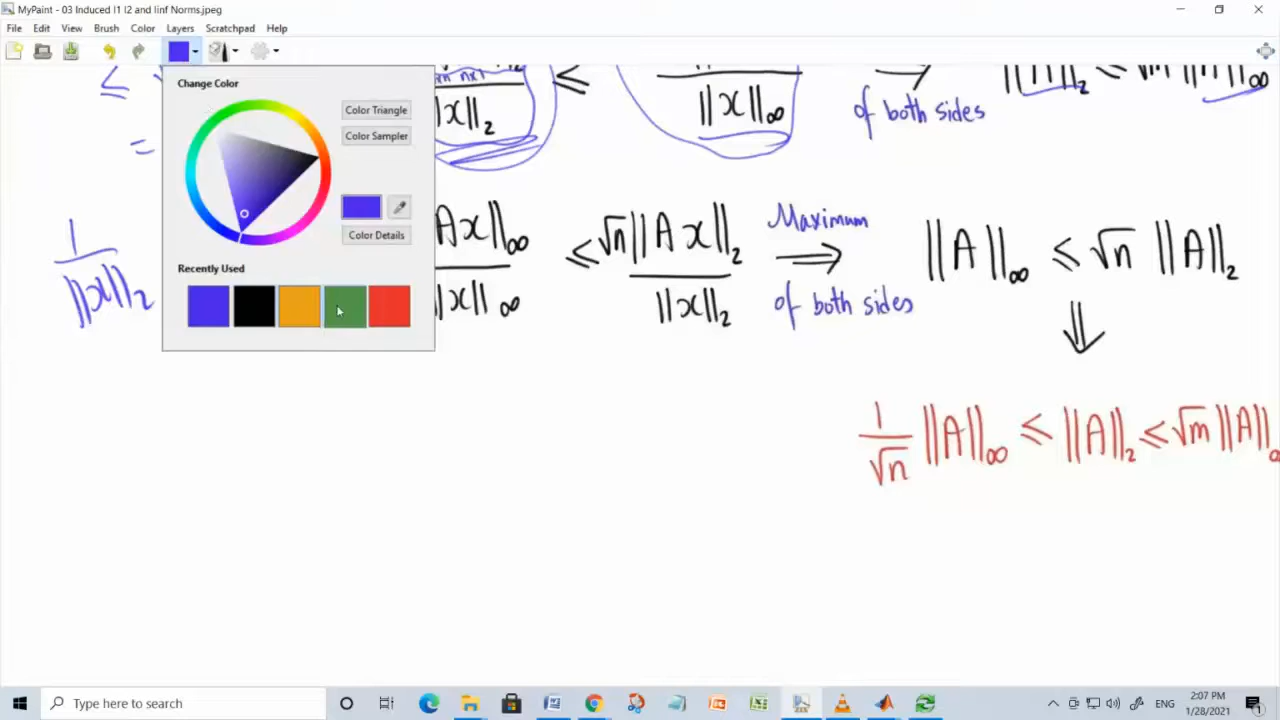 MyPaint - 03 Induced l1 l2 and linf Norms.jpeg
File Edit View Brush Color Layers Scratchpad Help
Change Color
Color Triangle
Color Sampler
Color Details
Recently Used
≤
‖x‖₂ ≤ ‖x‖∞ of both sides
=
1/‖x‖₂ Ax‖∞/‖x‖∞ ≤ √n‖Ax‖₂/‖x‖₂ Maximum ⇒ of both sides ‖A‖∞ ≤ √n ‖A‖₂
⇓
1/√n ‖A‖∞ ≤ ‖A‖₂ ≤ √m‖A‖∞
Type here to search
ENG
2:07 PM
1/28/2021